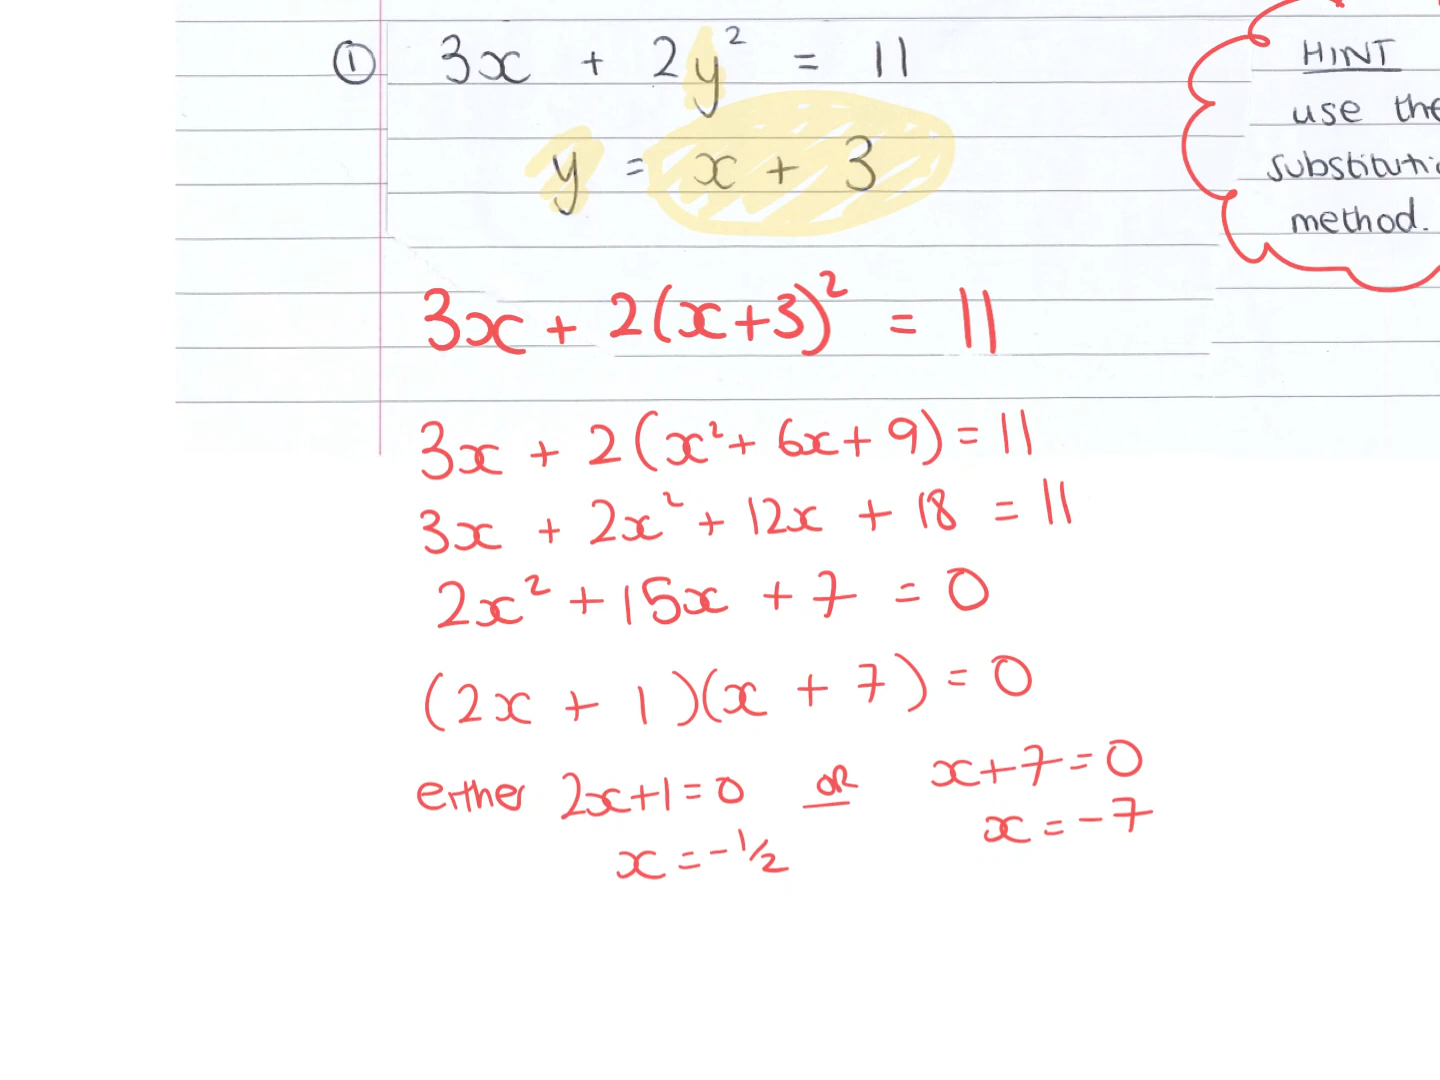 ① 3x + 2y² = 11
y = x + 3
HINT
use the
substituti
method.
3x + 2(x+3)² = 11
3x + 2(x² + 6x + 9) = 11
3x + 2x² + 12x + 18 = 11
2x² + 15x + 7 = 0
(2x + 1)(x + 7) = 0
either 2x+1=0 OR x+7=0
x = -1/2 x = -7